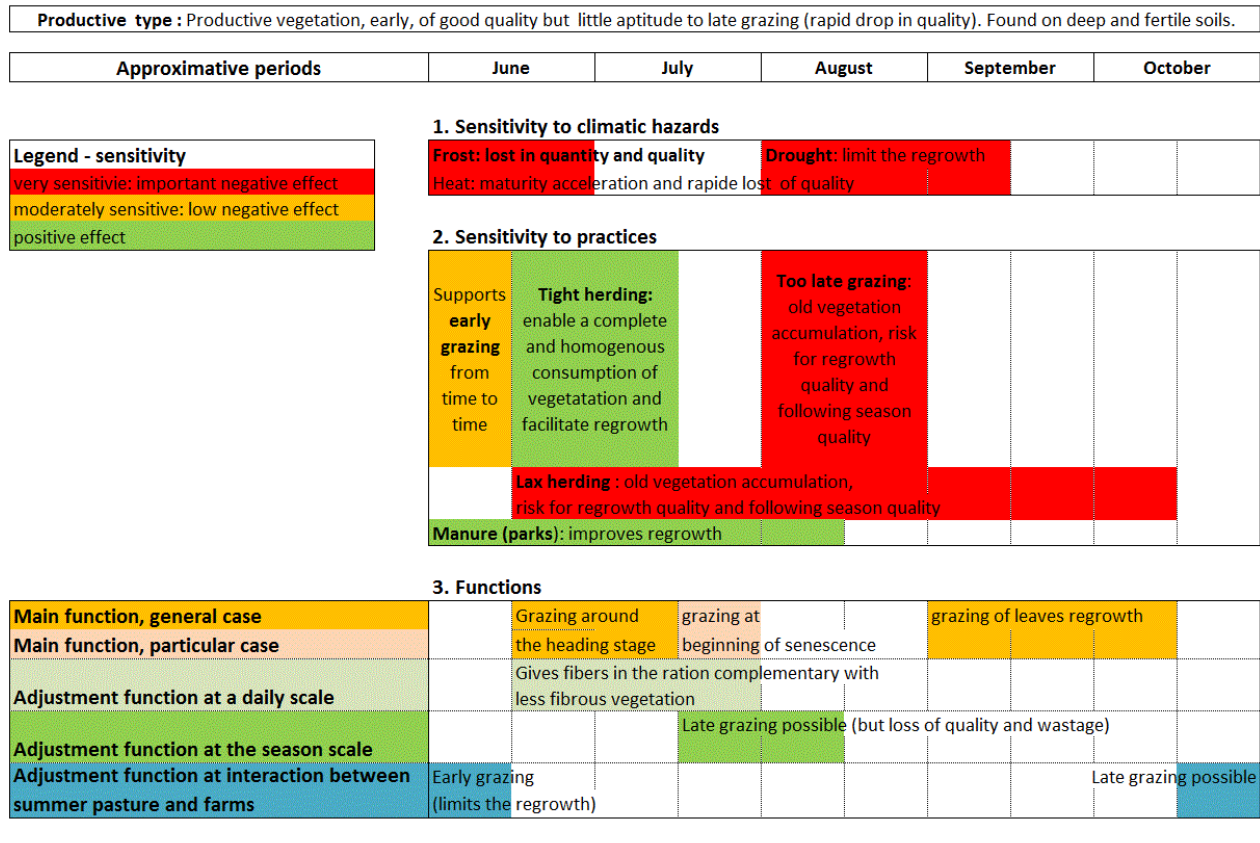 Productive type : Productive vegetation, early, of good quality but little aptitude to late grazing (rapid drop in quality). Found on deep and fertile soils.
Approximative periods June July August September October
1. Sensitivity to climatic hazards
Legend - sensitivity
very sensitivie: important negative effect
moderately sensitive: low negative effect
positive effect
Frost: lost in quantity and quality
Drought: limit the regrowth
Heat: maturity acceleration and rapide lost of quality
2. Sensitivity to practices
Supports
early
grazing
from
time to
time
Tight herding:
enable a complete
and homogenous
consumption of
vegetatation and
facilitate regrowth
Too late grazing:
old vegetation
accumulation, risk
for regrowth
quality and
following season
quality
Lax herding : old vegetation accumulation,
risk for regrowth quality and following season quality
Manure (parks): improves regrowth
3. Functions
Main function, general case
Main function, particular case
Grazing around
the heading stage
grazing at
beginning of senescence
grazing of leaves regrowth
Adjustment function at a daily scale
Gives fibers in the ration complementary with
less fibrous vegetation
Adjustment function at the season scale
Late grazing possible (but loss of quality and wastage)
Adjustment function at interaction between
summer pasture and farms
Early grazing
(limits the regrowth)
Late grazing possible